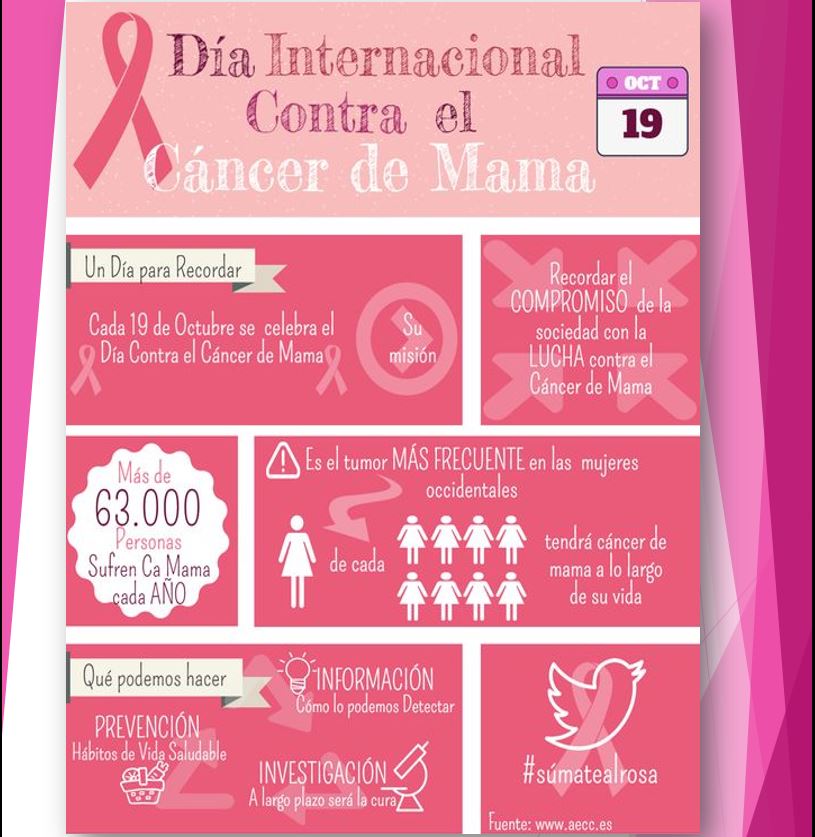 Día Internacional
Contra el
Cáncer de Mama
OCT
19
Un Día para Recordar
Cada 19 de Octubre se celebra el
Día Contra el Cáncer de Mama
Su
misión
Recordar el
COMPROMISO de la
sociedad con la
LUCHA contra el
Cáncer de Mama
Más de
63.000
Personas
Sufren Ca Mama
cada AÑO
Es el tumor MÁS FRECUENTE en las mujeres
occidentales
de cada
tendrá cáncer de
mama a lo largo
de su vida
Qué podemos hacer
INFORMACIÓN
Cómo lo podemos Detectar
PREVENCIÓN
Hábitos de Vida Saludable
INVESTIGACIÓN
A largo plazo será la cura
#súmatealrosa
Fuente: www.aecc.es